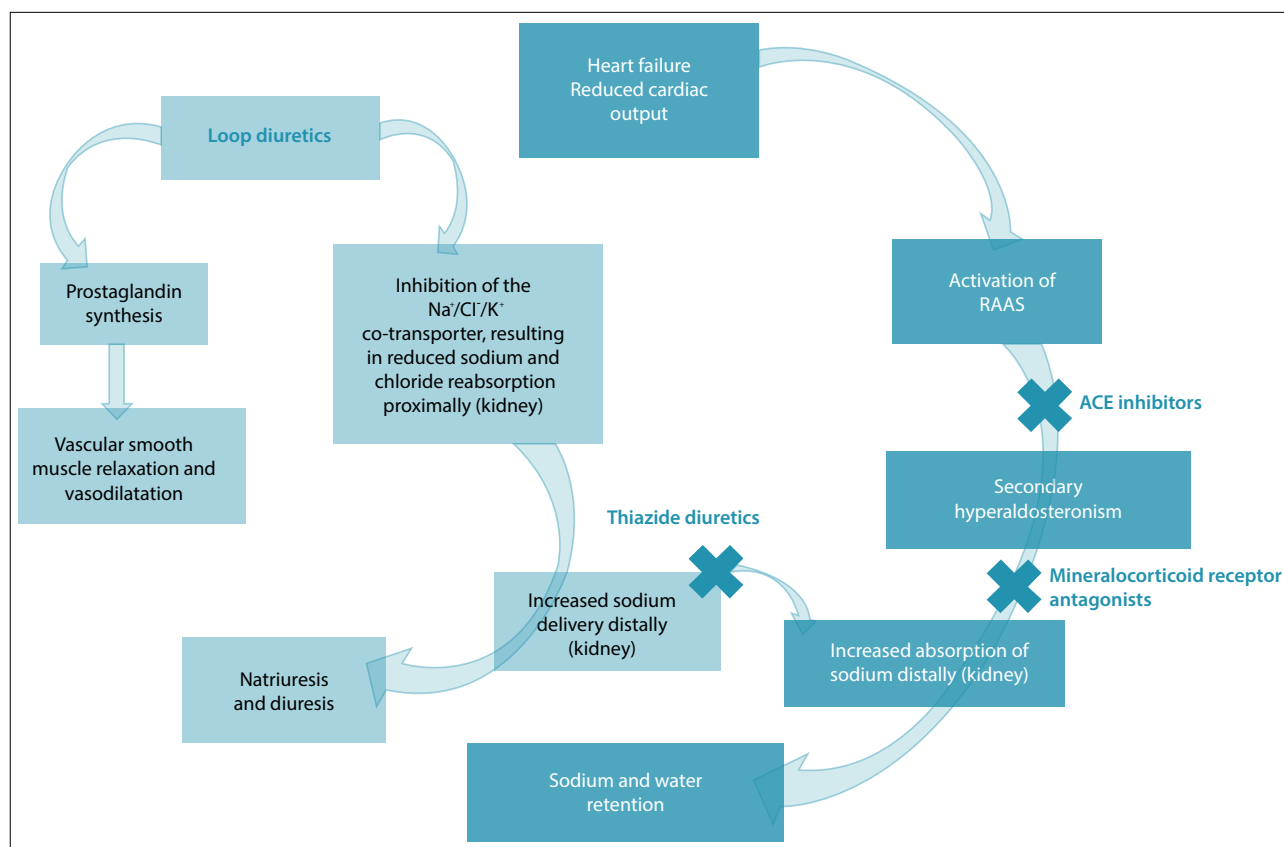 Heart failure
Reduced cardiac
output
Loop diuretics
Prostaglandin
synthesis
Inhibition of the
Na⁺/Cl⁻/K⁺
co-transporter, resulting
in reduced sodium and
chloride reabsorption
proximally (kidney)
Activation of
RAAS
ACE inhibitors
Vascular smooth
muscle relaxation and
vasodilatation
Secondary
hyperaldosteronism
Thiazide diuretics
Mineralocorticoid receptor
antagonists
Increased sodium
delivery distally
(kidney)
Increased absorption of
sodium distally (kidney)
Natriuresis
and diuresis
Sodium and water
retention